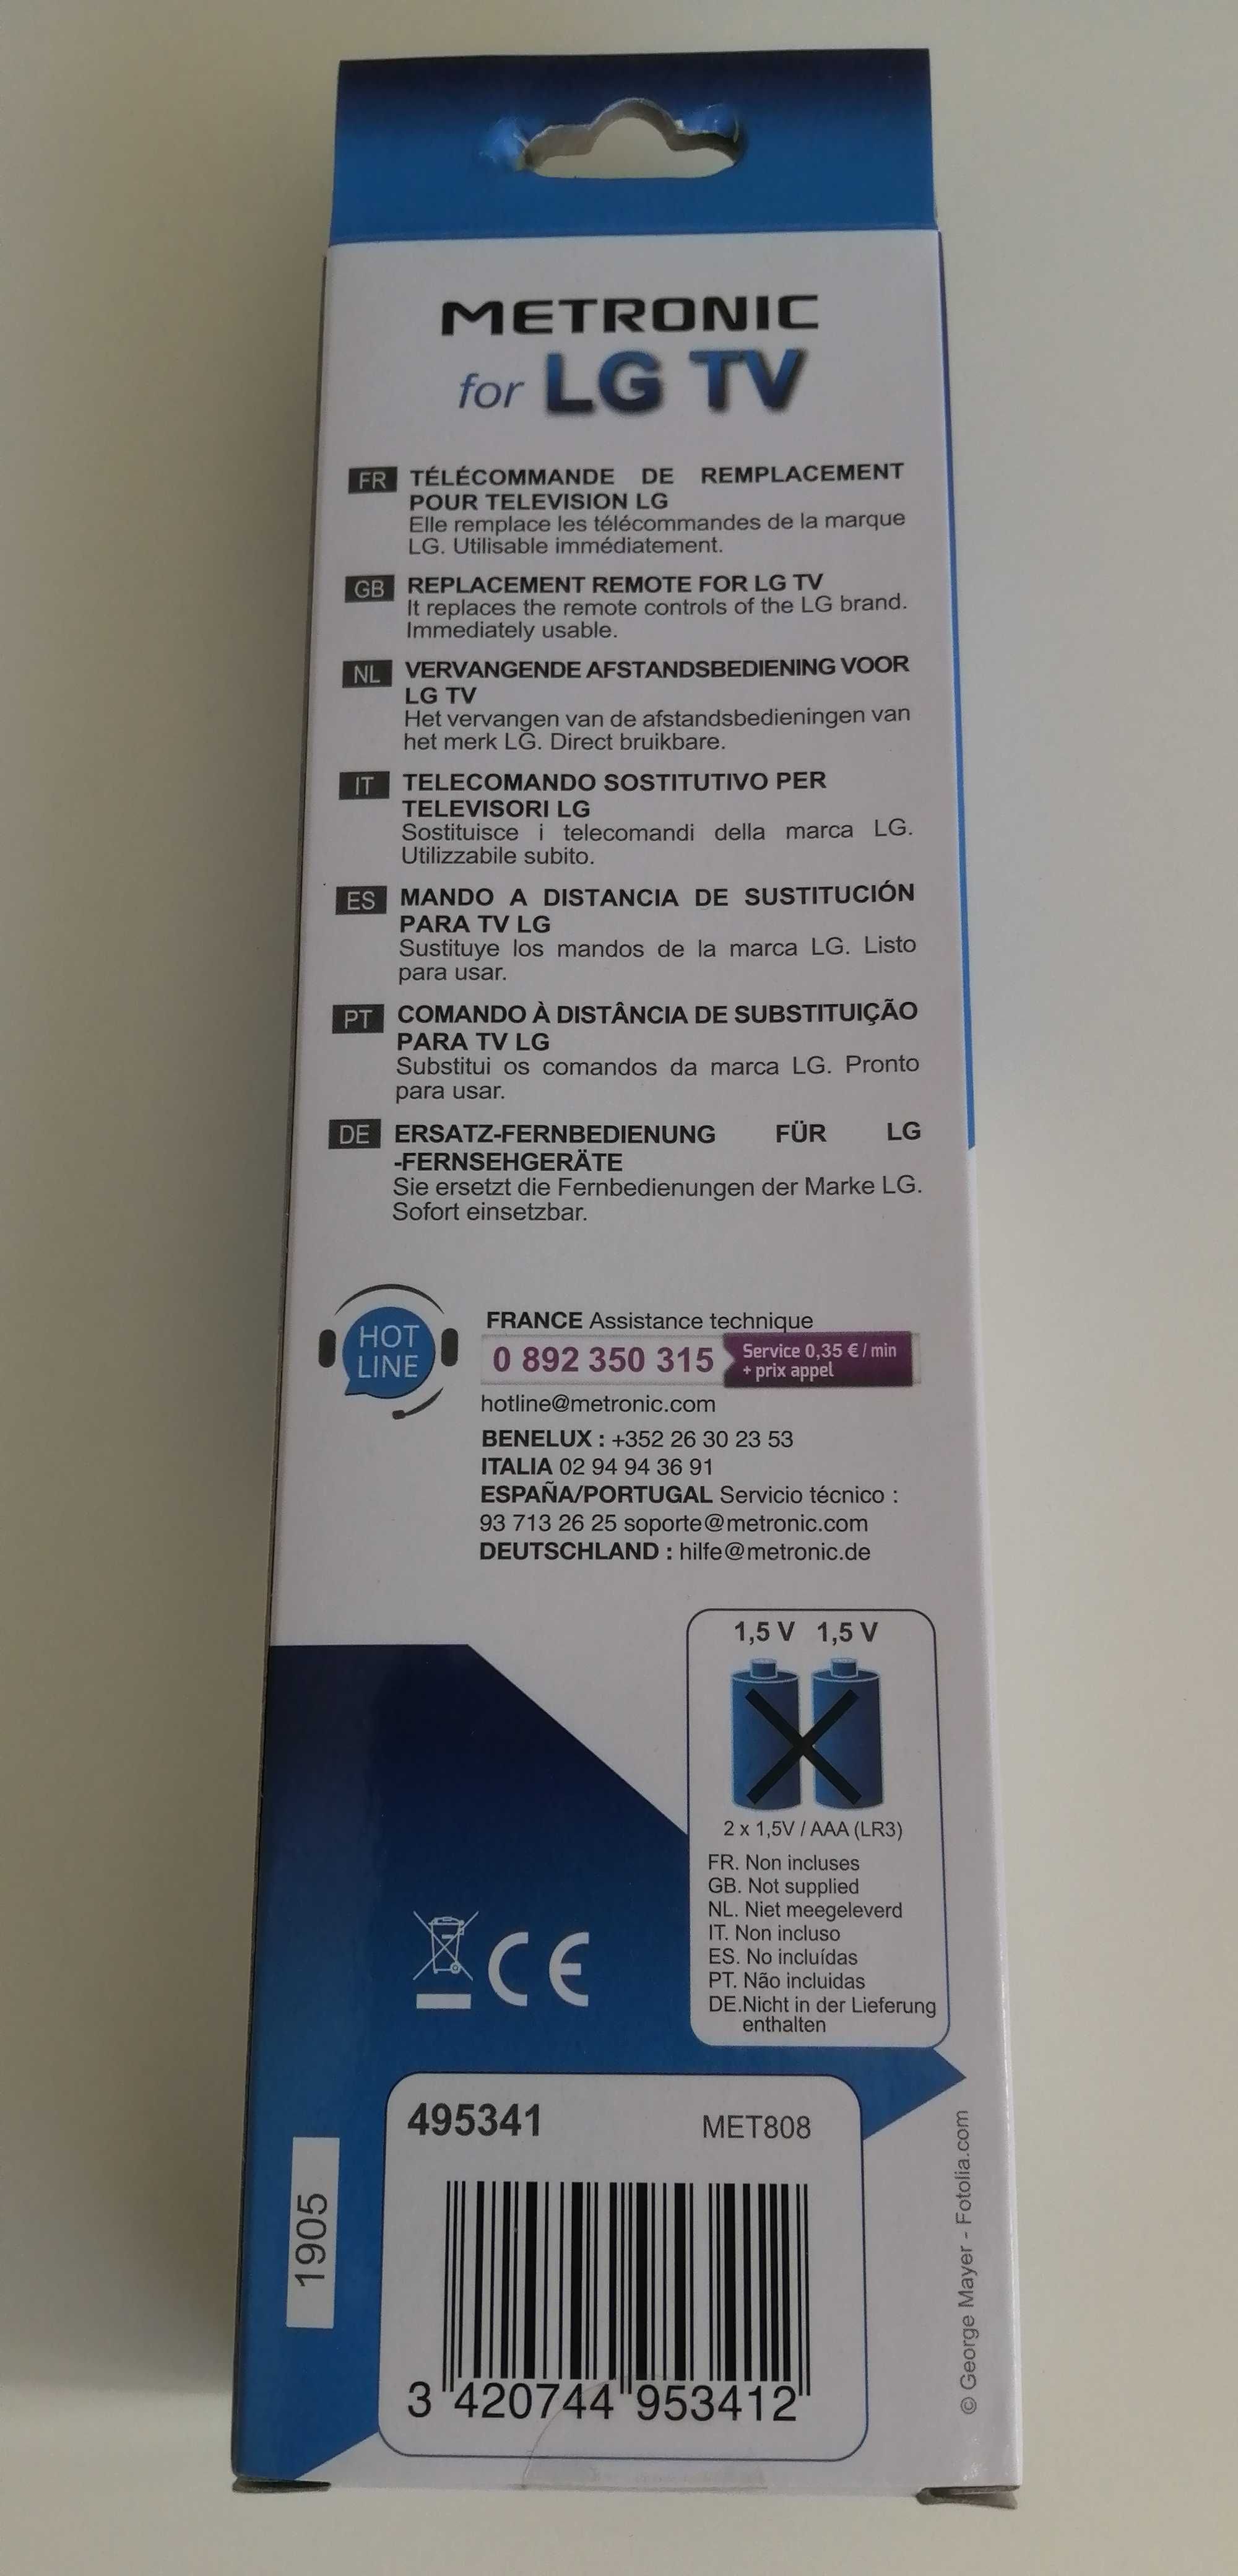 METRONIC
for LG TV
FR TÉLÉCOMMANDE DE REMPLACEMENT
POUR TELEVISION LG
Elle remplace les télécommandes de la marque
LG. Utilisable immédiatement.
GB REPLACEMENT REMOTE FOR LG TV
It replaces the remote controls of the LG brand.
Immediately usable.
NL VERVANGENDE AFSTANDSBEDIENING VOOR
LG TV
Het vervangen van de afstandsbedieningen van
het merk LG. Direct bruikbare.
IT TELECOMANDO SOSTITUTIVO PER
TELEVISORI LG
Sostituisce i telecomandi della marca LG.
Utilizzabile subito.
ES MANDO A DISTANCIA DE SUSTITUCIÓN
PARA TV LG
Sustituye los mandos de la marca LG. Listo
para usar.
PT COMANDO À DISTÂNCIA DE SUBSTITUIÇÃO
PARA TV LG
Substitui os comandos da marca LG. Pronto
para usar.
DE ERSATZ-FERNBEDIENUNG FÜR LG
-FERNSEHGERÄTE
Sie ersetzt die Fernbedienungen der Marke LG.
Sofort einsetzbar.
HOT
LINE
FRANCE Assistance technique
0 892 350 315 Service 0,35 € / min
+ prix appel
hotline@metronic.com
BENELUX : +352 26 30 23 53
ITALIA 02 94 94 36 91
ESPAÑA/PORTUGAL Servicio técnico :
93 713 26 25 soporte@metronic.com
DEUTSCHLAND : hilfe@metronic.de
1,5 V 1,5 V
2 x 1,5V / AAA (LR3)
FR. Non incluses
GB. Not supplied
NL. Niet meegeleverd
IT. Non incluso
ES. No incluídas
PT. Não incluidas
DE.Nicht in der Lieferung
enthalten
CE
495341 MET808
3 420744 953412
1905
© George Mayer - Fotolia.com